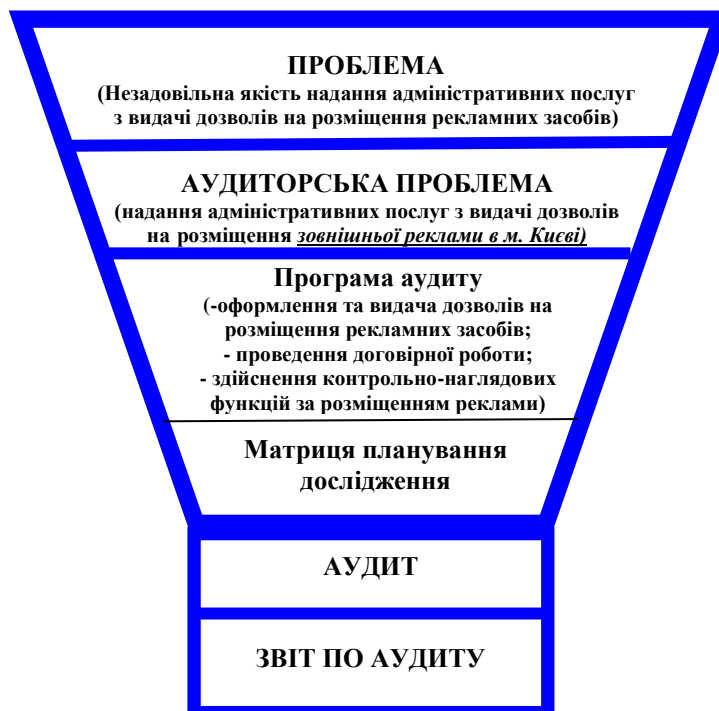 ПРОБЛЕМА
(Незадовільна якість надання адміністративних послуг
з видачі дозволів на розміщення рекламних засобів)
АУДИТОРСЬКА ПРОБЛЕМА
(надання адміністративних послуг з видачі дозволів
на розміщення зовнішньої реклами в м. Києві)
Програма аудиту
(-оформлення та видача дозволів на
розміщення рекламних засобів;
- проведення договірної роботи;
- здійснення контрольно-наглядових
функцій за розміщенням реклами)
Матриця планування
дослідження
АУДИТ
ЗВІТ ПО АУДИТУ